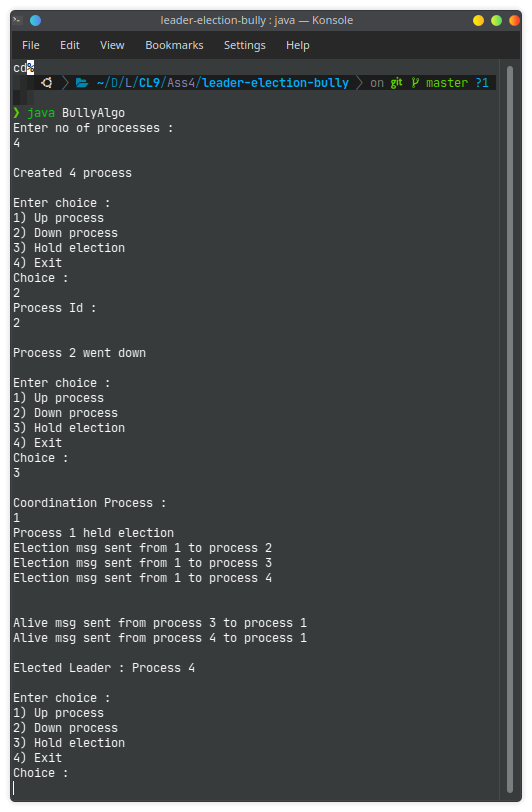 leader-election-bully : java — Konsole
File Edit View Bookmarks Settings Help
cd%
~/D/L/CL9/Ass4/leader-election-bully on git master ?1
❯ java BullyAlgo
Enter no of processes :
4
Created 4 process
Enter choice :
1) Up process
2) Down process
3) Hold election
4) Exit
Choice :
2
Process Id :
2
Process 2 went down
Enter choice :
1) Up process
2) Down process
3) Hold election
4) Exit
Choice :
3
Coordination Process :
1
Process 1 held election
Election msg sent from 1 to process 2
Election msg sent from 1 to process 3
Election msg sent from 1 to process 4
Alive msg sent from process 3 to process 1
Alive msg sent from process 4 to process 1
Elected Leader : Process 4
Enter choice :
1) Up process
2) Down process
3) Hold election
4) Exit
Choice :